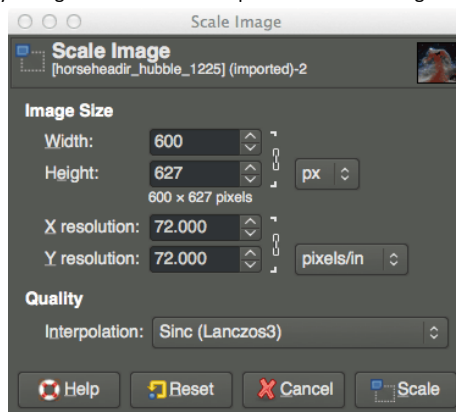 Scale Image
Scale Image
[horseheadir_hubble_1225] (imported)-2
Image Size
Width: 600
Height: 627 px
600 x 627 pixels
X resolution: 72.000
Y resolution: 72.000 pixels/in
Quality
Interpolation: Sinc (Lanczos3)
Help Reset Cancel Scale